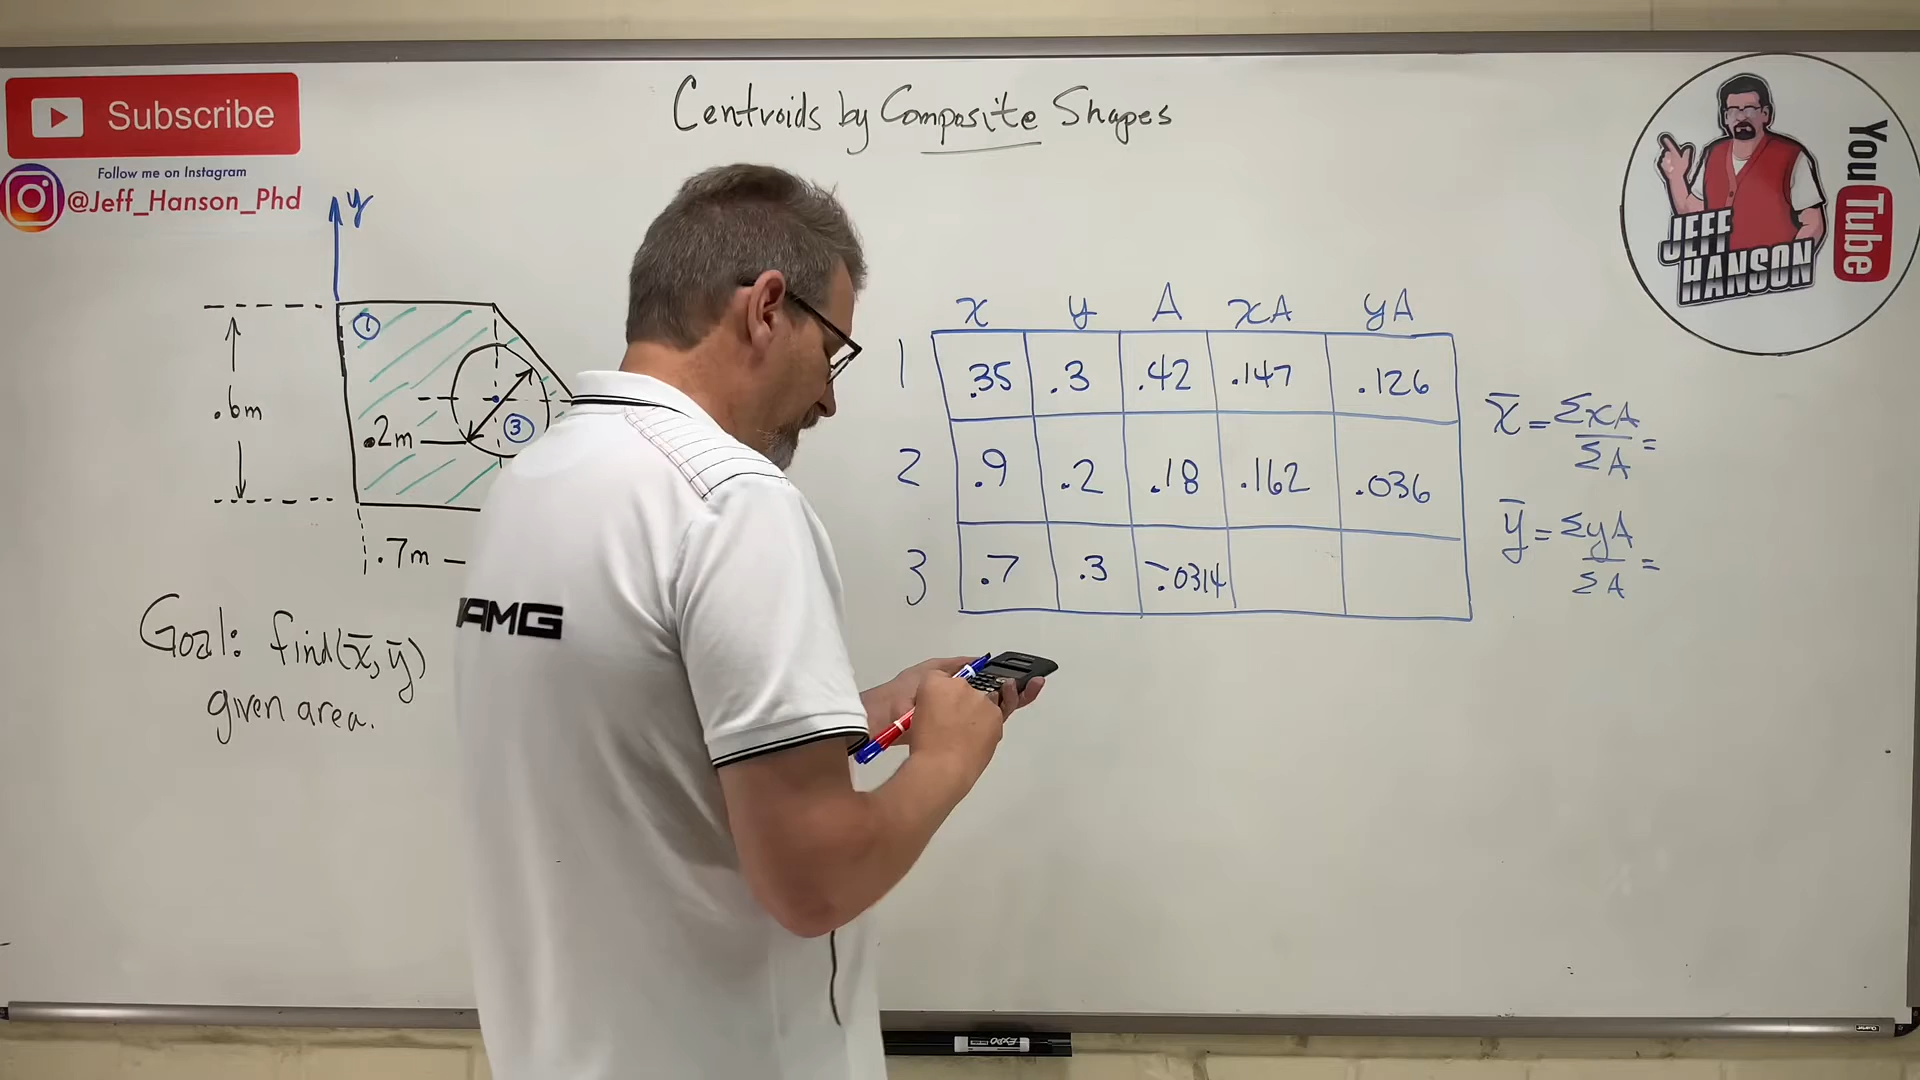 Subscribe
Follow me on Instagram
@Jeff_Hanson_Phd
Centroids by Composite Shapes
YouTube
JEFF
HANSON
y
①
.6m
.2m
③
.7m
Goal: find(x̄, ȳ)
given area.
x y A xA yA
1 .35 .3 .42 .147 .126
2 .9 .2 .18 .162 .036
3 .7 .3 -.0314
x̄ = ΣxA / ΣA =
ȳ = ΣyA / ΣA =
AMG
EXPO